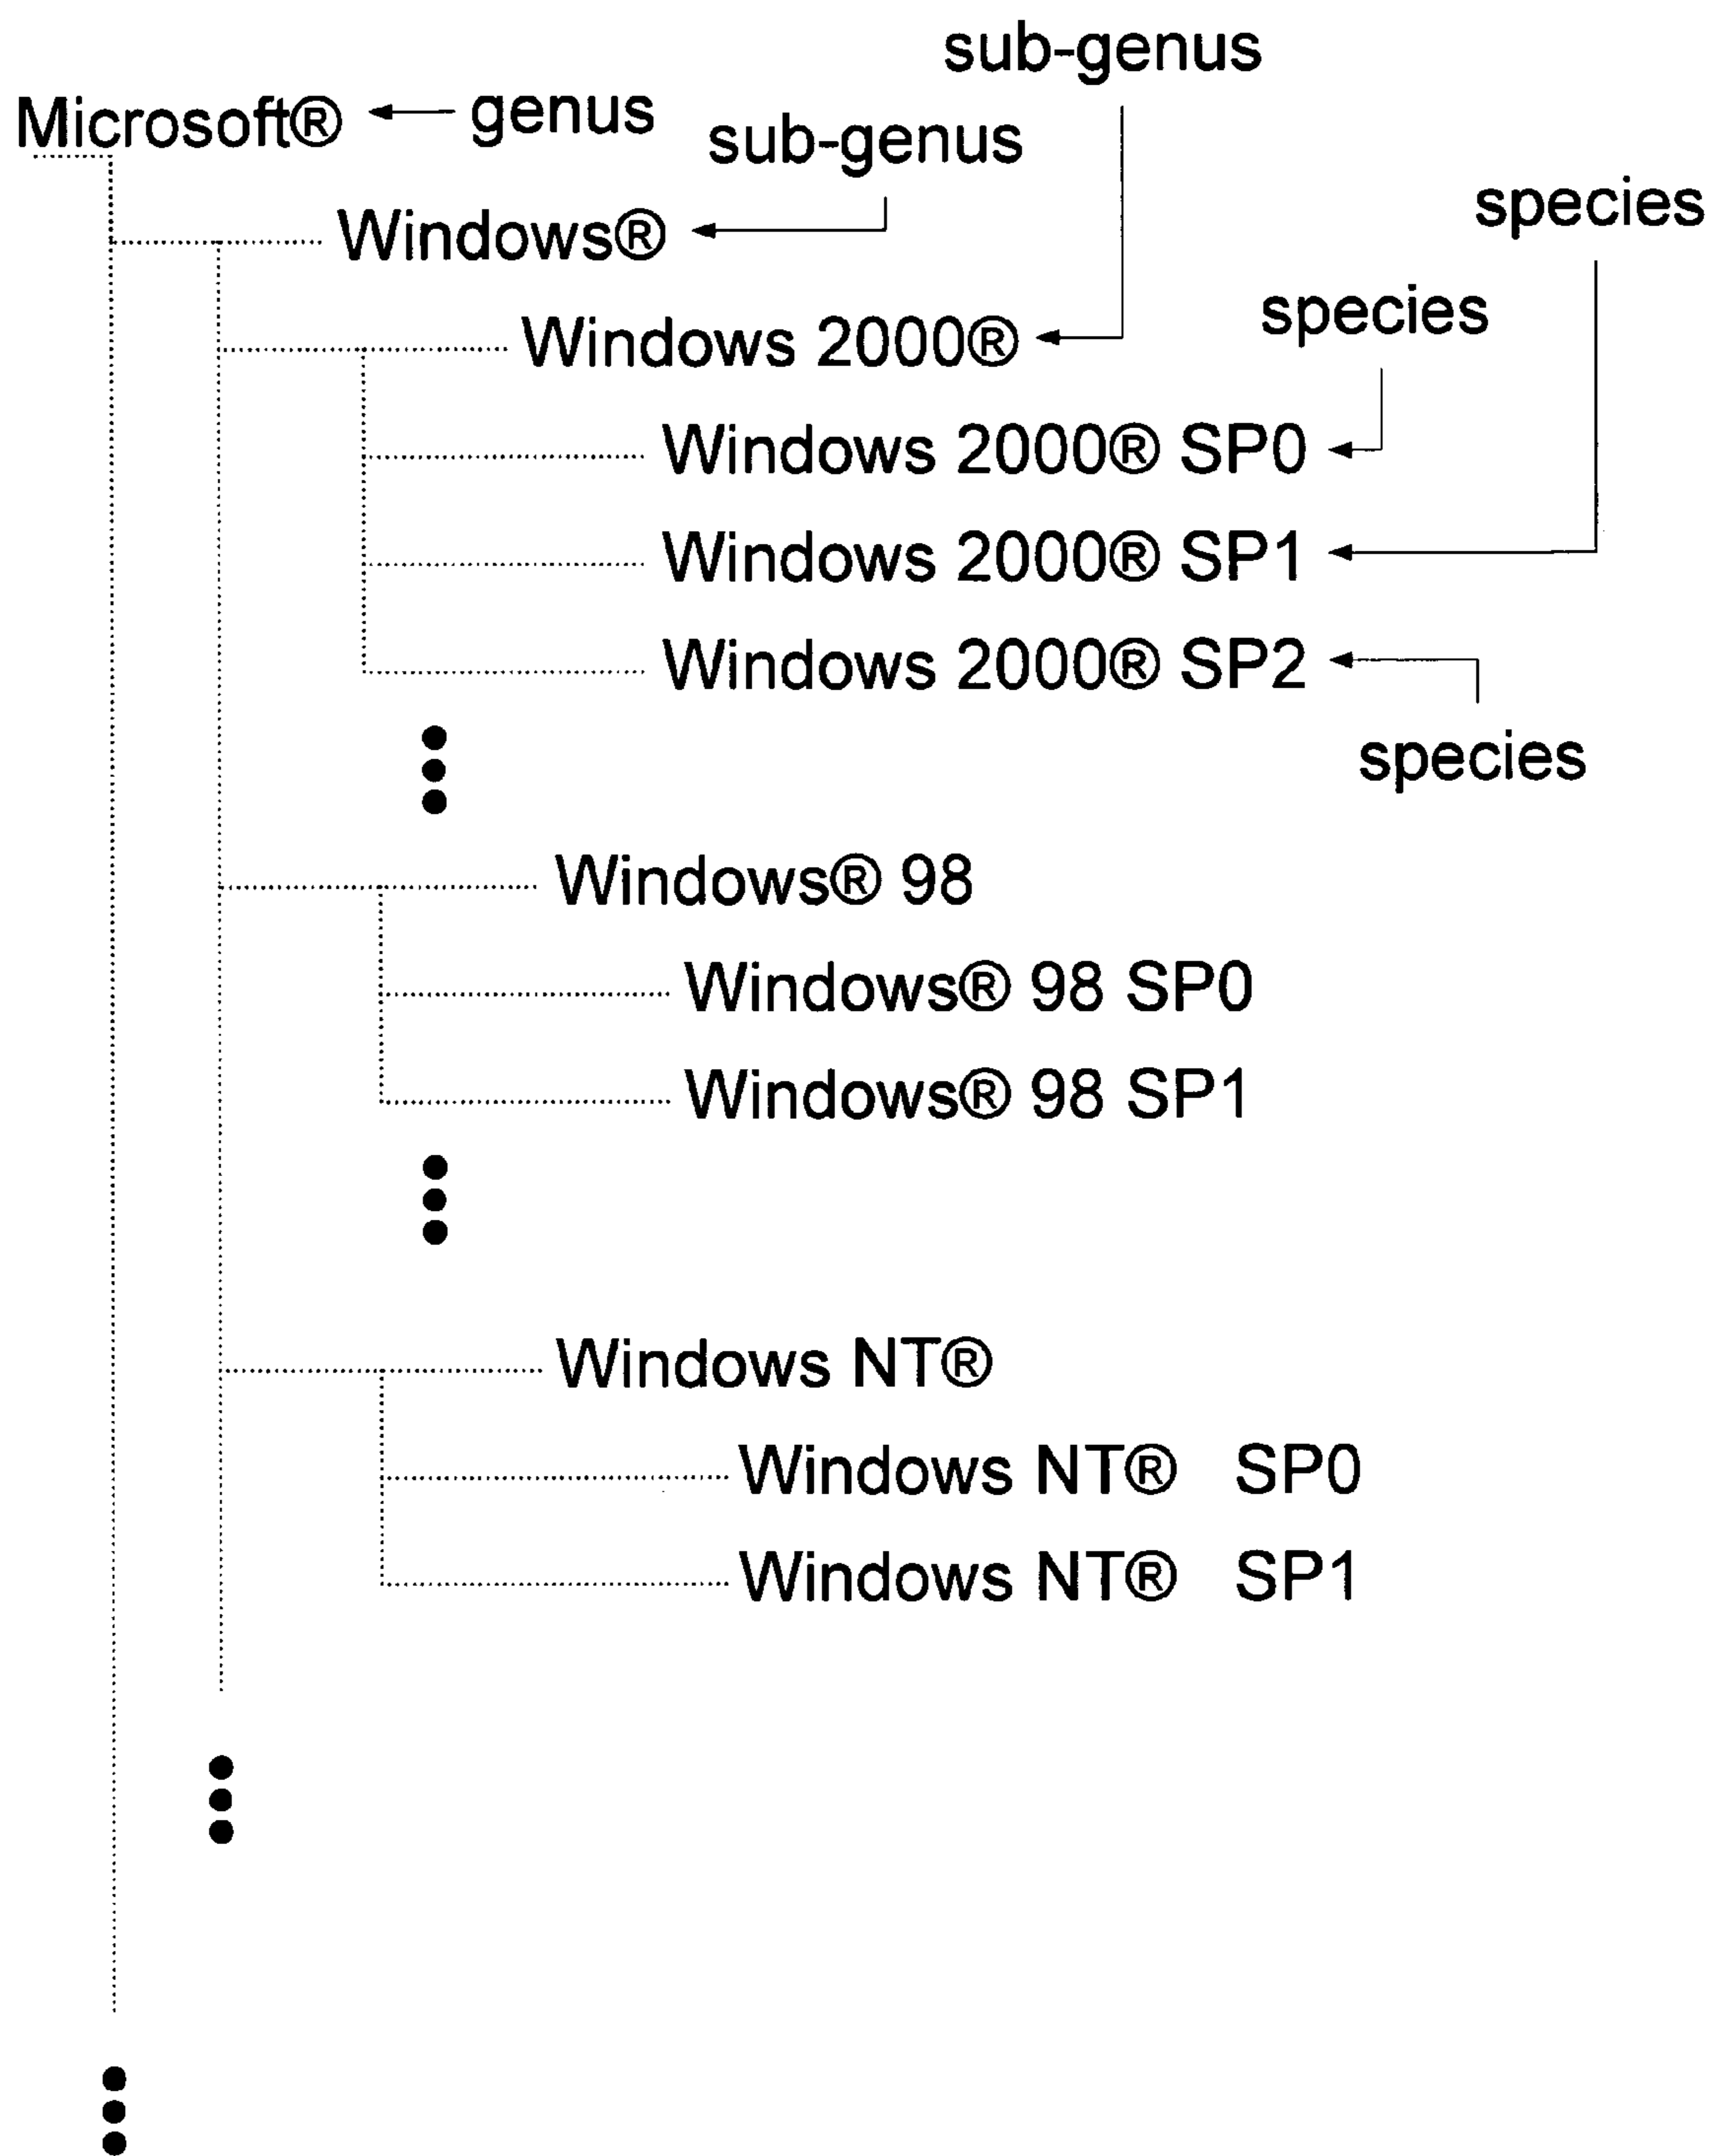 sub-genus
Microsoft® genus
sub-genus
Windows®
species
Windows 2000®
species
Windows 2000® SP0
Windows 2000® SP1
Windows 2000® SP2
species
Windows® 98
Windows® 98 SP0
Windows® 98 SP1
Windows NT®
Windows NT® SP0
Windows NT® SP1